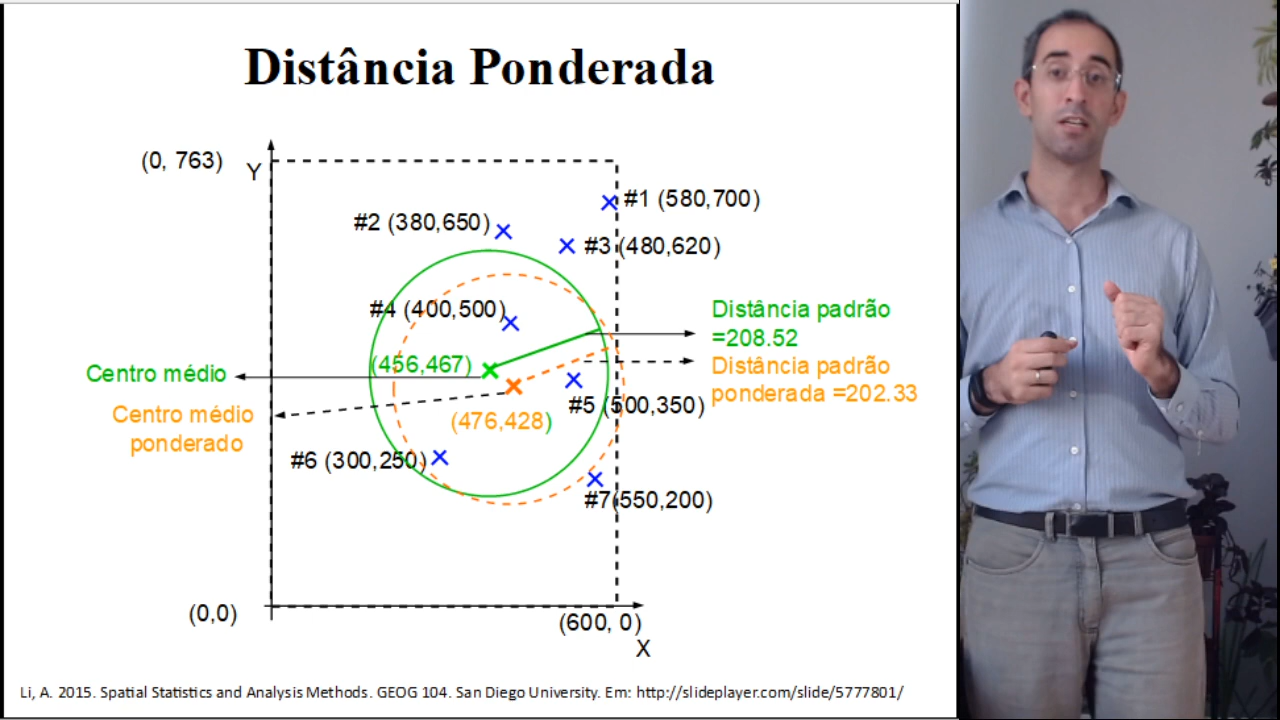 Distância Ponderada
(0, 763)
Y
#1 (580,700)
#2 (380,650)
#3 (480,620)
#4 (400,500)
Distância padrão
=208.52
(456,467)
Centro médio
Distância padrão
ponderada =202.33
#5 (500,350)
Centro médio
ponderado
(476,428)
#6 (300,250)
#7(550,200)
(0,0)
(600, 0)
X
Li, A. 2015. Spatial Statistics and Analysis Methods. GEOG 104. San Diego University. Em: http://slideplayer.com/slide/5777801/